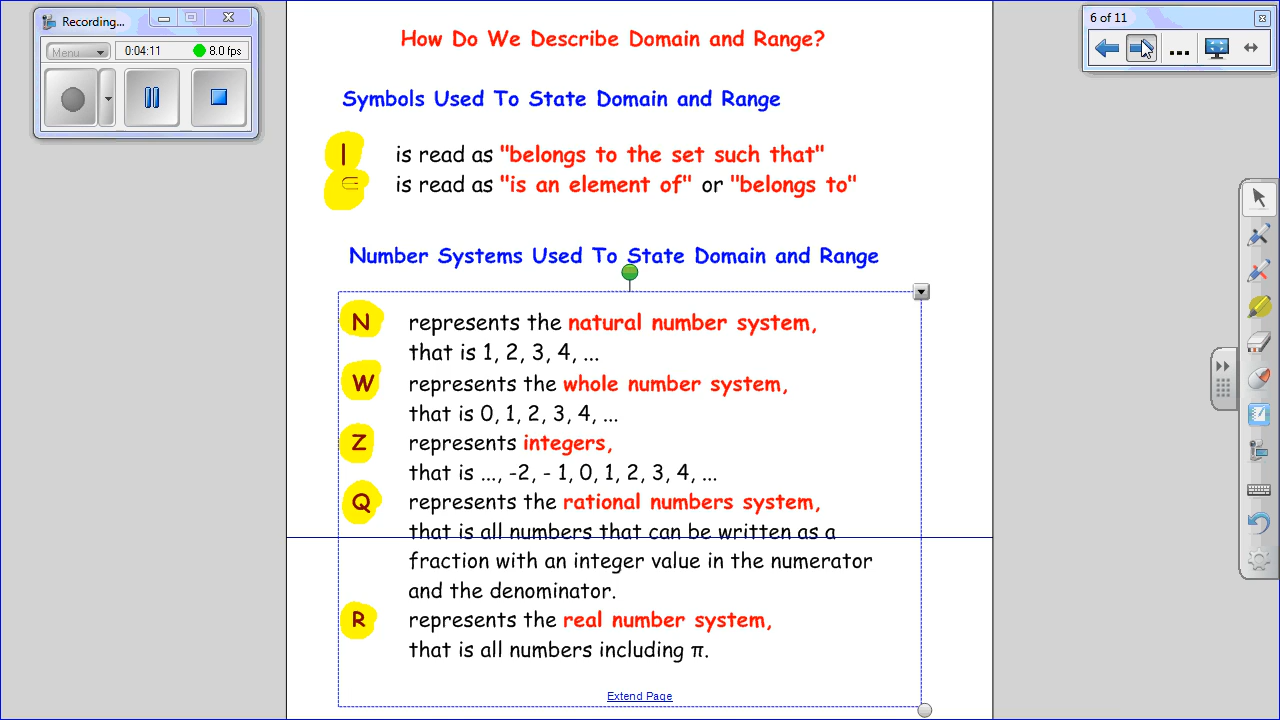 Recording...
Menu
0:04:11
8.0 fps
6 of 11
How Do We Describe Domain and Range?
Symbols Used To State Domain and Range
| is read as "belongs to the set such that"
∈ is read as "is an element of" or "belongs to"
Number Systems Used To State Domain and Range
N represents the natural number system,
that is 1, 2, 3, 4, ...
W represents the whole number system,
that is 0, 1, 2, 3, 4, ...
Z represents integers,
that is ..., -2, - 1, 0, 1, 2, 3, 4, ...
Q represents the rational numbers system,
that is all numbers that can be written as a
fraction with an integer value in the numerator
and the denominator.
R represents the real number system,
that is all numbers including π.
Extend Page